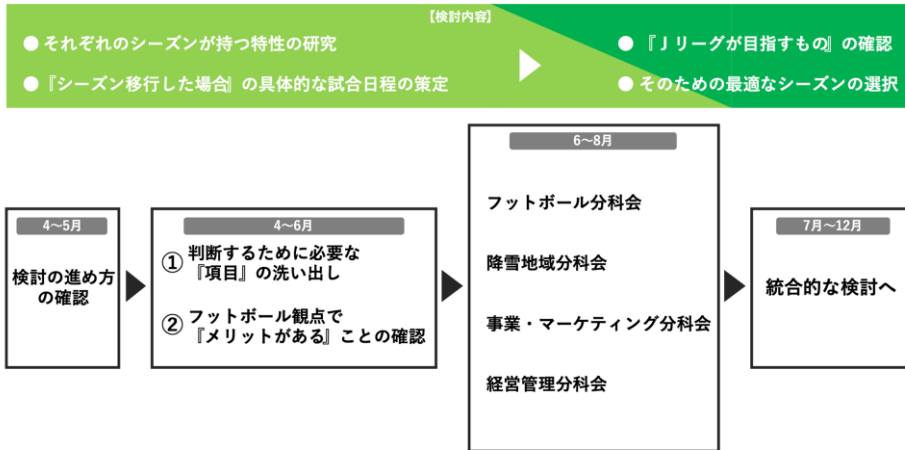 【検討内容】
● それぞれのシーズンが持つ特性の研究
● 『シーズン移行した場合』の具体的な試合日程の策定
● 『Ｊリーグが目指すもの』の確認
● そのための最適なシーズンの選択
4〜5月
検討の進め方
の確認
4〜6月
① 判断するために必要な
『項目』の洗い出し
② フットボール観点で
『メリットがある』ことの確認
6〜8月
フットボール分科会
降雪地域分科会
事業・マーケティング分科会
経営管理分科会
7月〜12月
統合的な検討へ